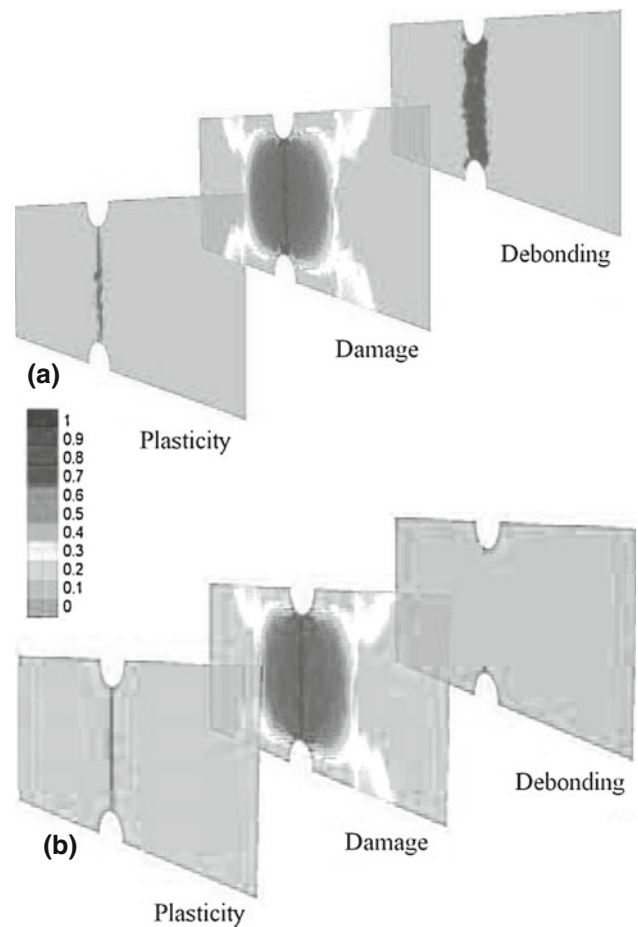 Debonding
Damage
(a)
Plasticity
1
0.9
0.8
0.7
0.6
0.5
0.4
0.3
0.2
0.1
0
Debonding
Damage
(b)
Plasticity